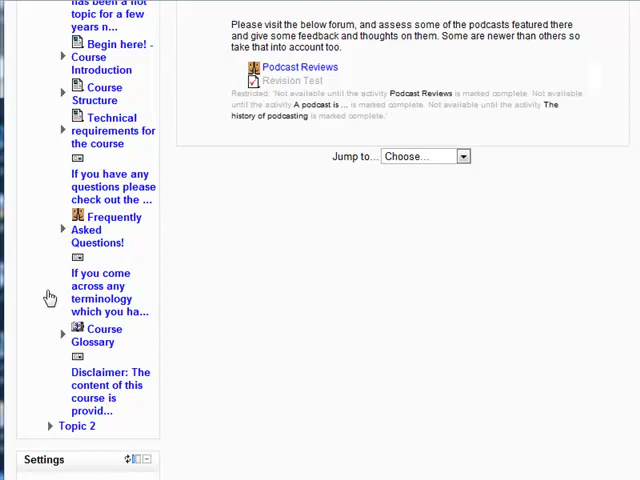 has been a hot
topic for a few
years n...
Begin here! -
Course
Introduction
Course
Structure
Technical
requirements for
the course
If you have any
questions please
check out the ...
Frequently
Asked
Questions!
If you come
across any
terminology
which you ha...
Course
Glossary
Disclaimer: The
content of this
course is
provid...
Topic 2
Settings
Please visit the below forum, and assess some of the podcasts featured there
and give some feedback and thoughts on them. Some are newer than others so
take that into account too.
Podcast Reviews
Revision Test
Restricted: 'Not available until the activity Podcast Reviews is marked complete. Not available
until the activity A podcast is ... is marked complete. Not available until the activity The
history of podcasting is marked complete.'
Jump to... Choose...